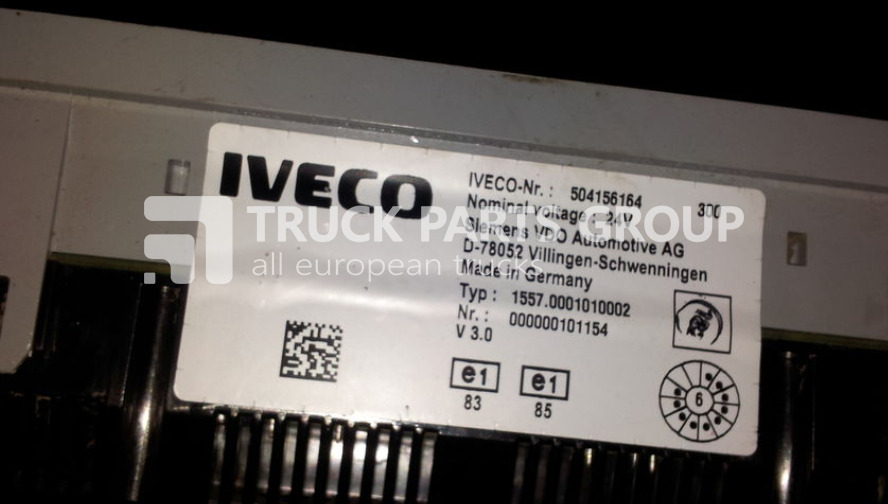 IVECO
IVECO-Nr.: 504156164 300
Nominal voltage: 24V
Siemens VDO Automotive AG
D-78052 Villingen-Schwenningen
Made in Germany
Typ: 1557.0001010002
Nr.: 000000101154
V 3.0
e1 e1
83 85
6
TRUCK PARTS GROUP
all european trucks